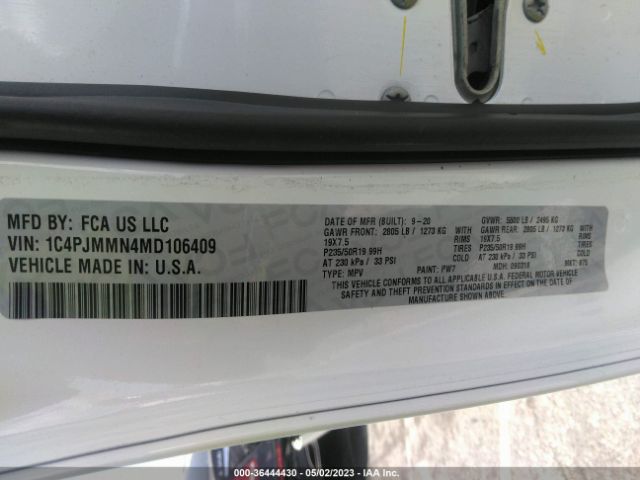 MFD BY: FCA US LLC
VIN: 1C4PJMMN4MD106409
VEHICLE MADE IN: U.S.A.
DATE OF MFR (BUILT): 9-20 GVWR: 5800 LB / 2495 KG
GAWR FRONT: 2805 LB / 1273 KG WITH GAWR REAR: 2805 LB / 1273 KG WITH
19X7.5 RIMS 19X7.5 RIMS
P235/50R19 99H TIRES P235/50R19 99H TIRES
AT 230 kPa / 33 PSI COLD AT 230 kPa / 33 PSI COLD
TYPE: MPV PAINT: PW7 MDH: 090318 MKT: 875
THIS VEHICLE CONFORMS TO ALL APPLICABLE U.S.A. FEDERAL MOTOR VEHICLE
SAFETY AND THEFT PREVENTION STANDARDS IN EFFECT ON THE DATE OF
MANUFACTURE SHOWN ABOVE.
000-36444430 - 05/02/2023 - IAA Inc.